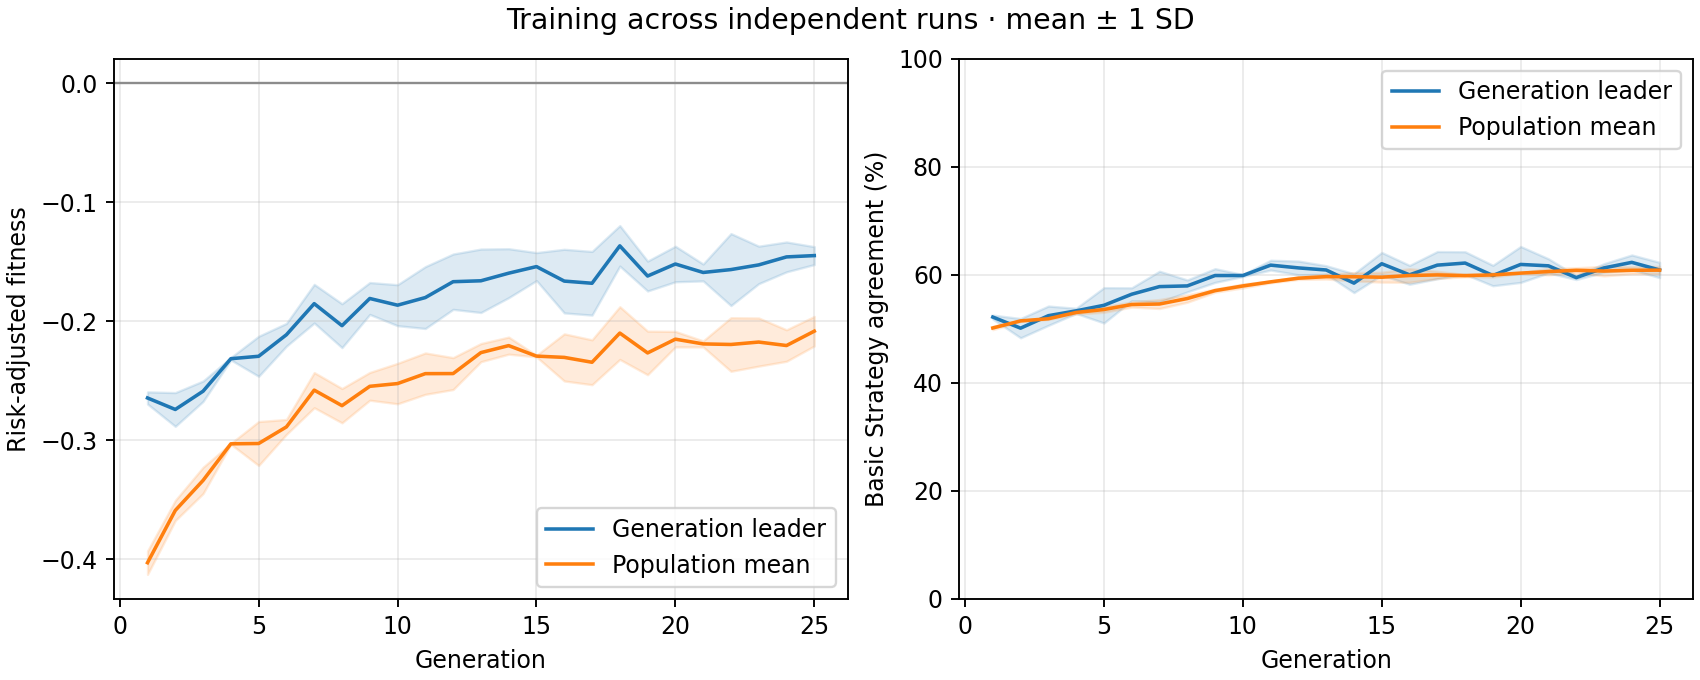 Training across independent runs · mean ± 1 SD
Risk-adjusted fitness
0.0
−0.1
−0.2
−0.3
−0.4
0
5
10
15
20
25
Generation
Generation leader
Population mean
Basic Strategy agreement (%)
100
80
60
40
20
0
0
5
10
15
20
25
Generation
Generation leader
Population mean